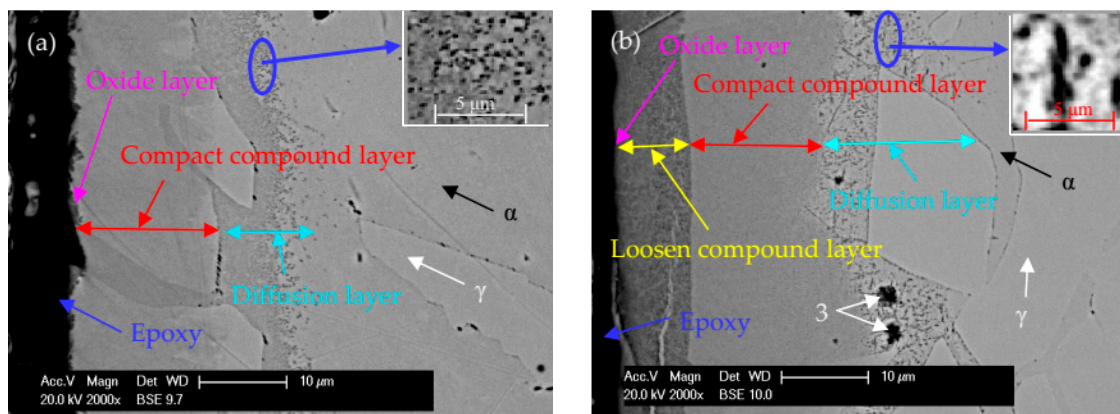 (a)
Oxide layer
5 μm
Compact compound layer
α
γ
Diffusion layer
Epoxy
Acc.V Magn Det WD 10 μm
20.0 kV 2000x BSE 9.7
(b)
Oxide layer
Compact compound layer
5 μm
α
Diffusion layer
Loosen compound layer
3
γ
Epoxy
Acc.V Magn Det WD 10 μm
20.0 kV 2000x BSE 10.0